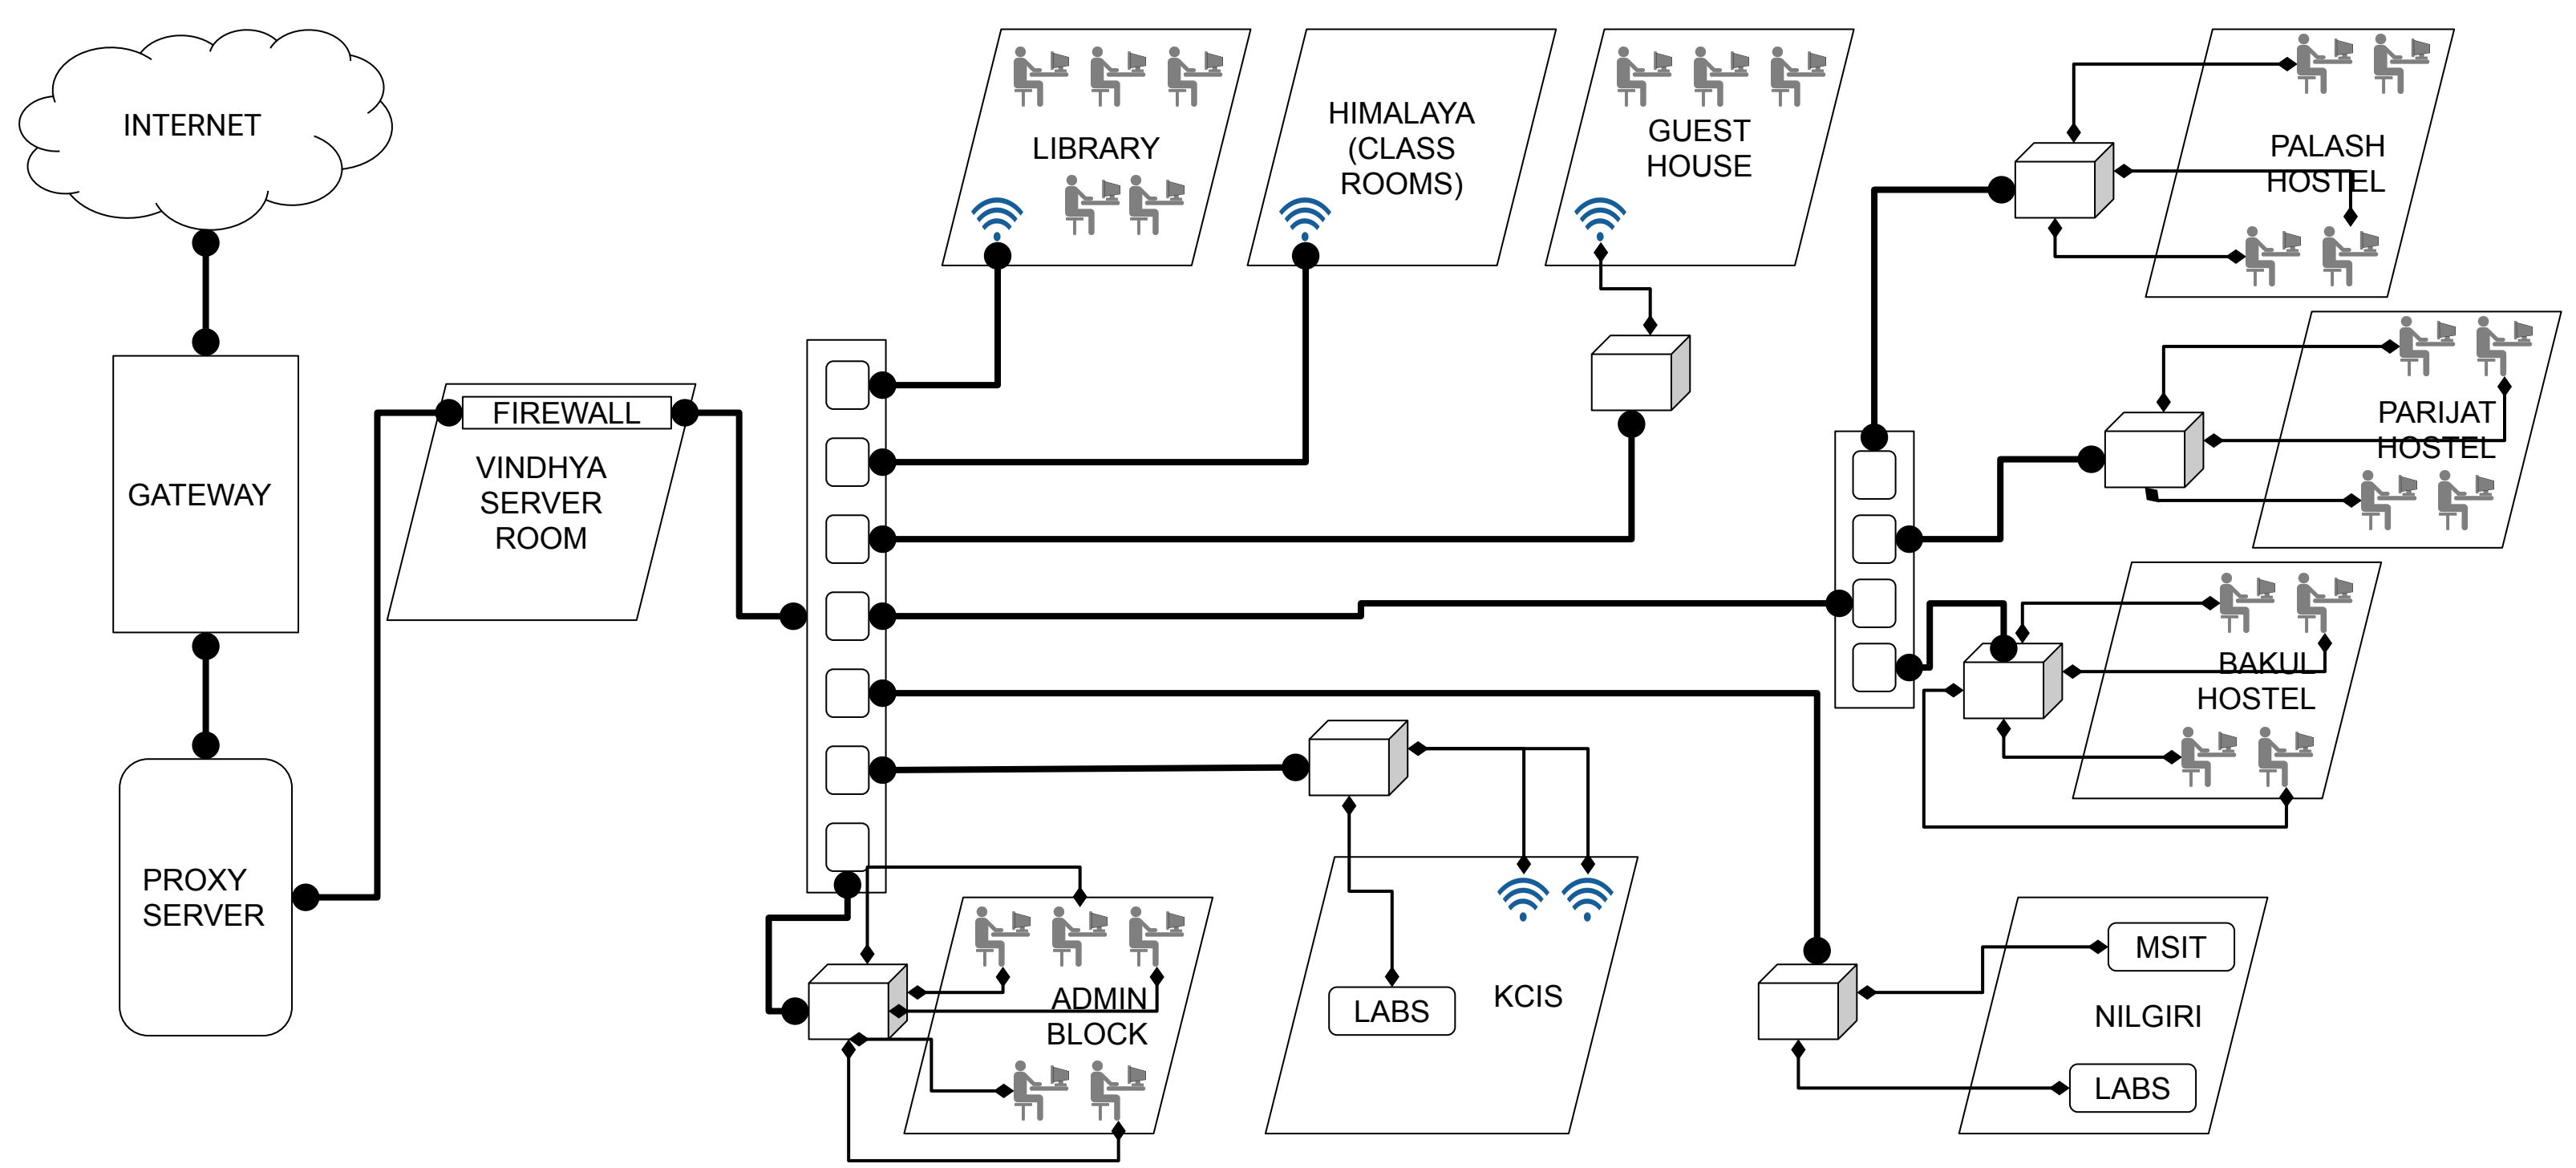 INTERNET
GATEWAY
PROXY
SERVER
FIREWALL
VINDHYA
SERVER
ROOM
LIBRARY
HIMALAYA
(CLASS
ROOMS)
GUEST
HOUSE
PALASH
HOSTEL
PARIJAT
HOSTEL
BAKUL
HOSTEL
ADMIN
BLOCK
LABS
KCIS
MSIT
NILGIRI
LABS